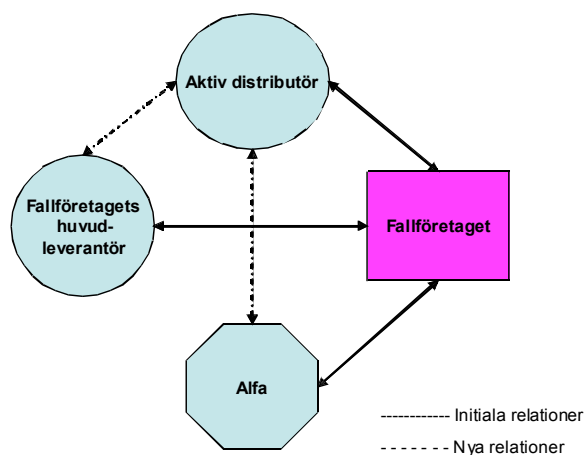 Aktiv distributör
Fallföretagets
huvud-
leverantör
Fallföretaget
Alfa
Initiala relationer
Nya relationer